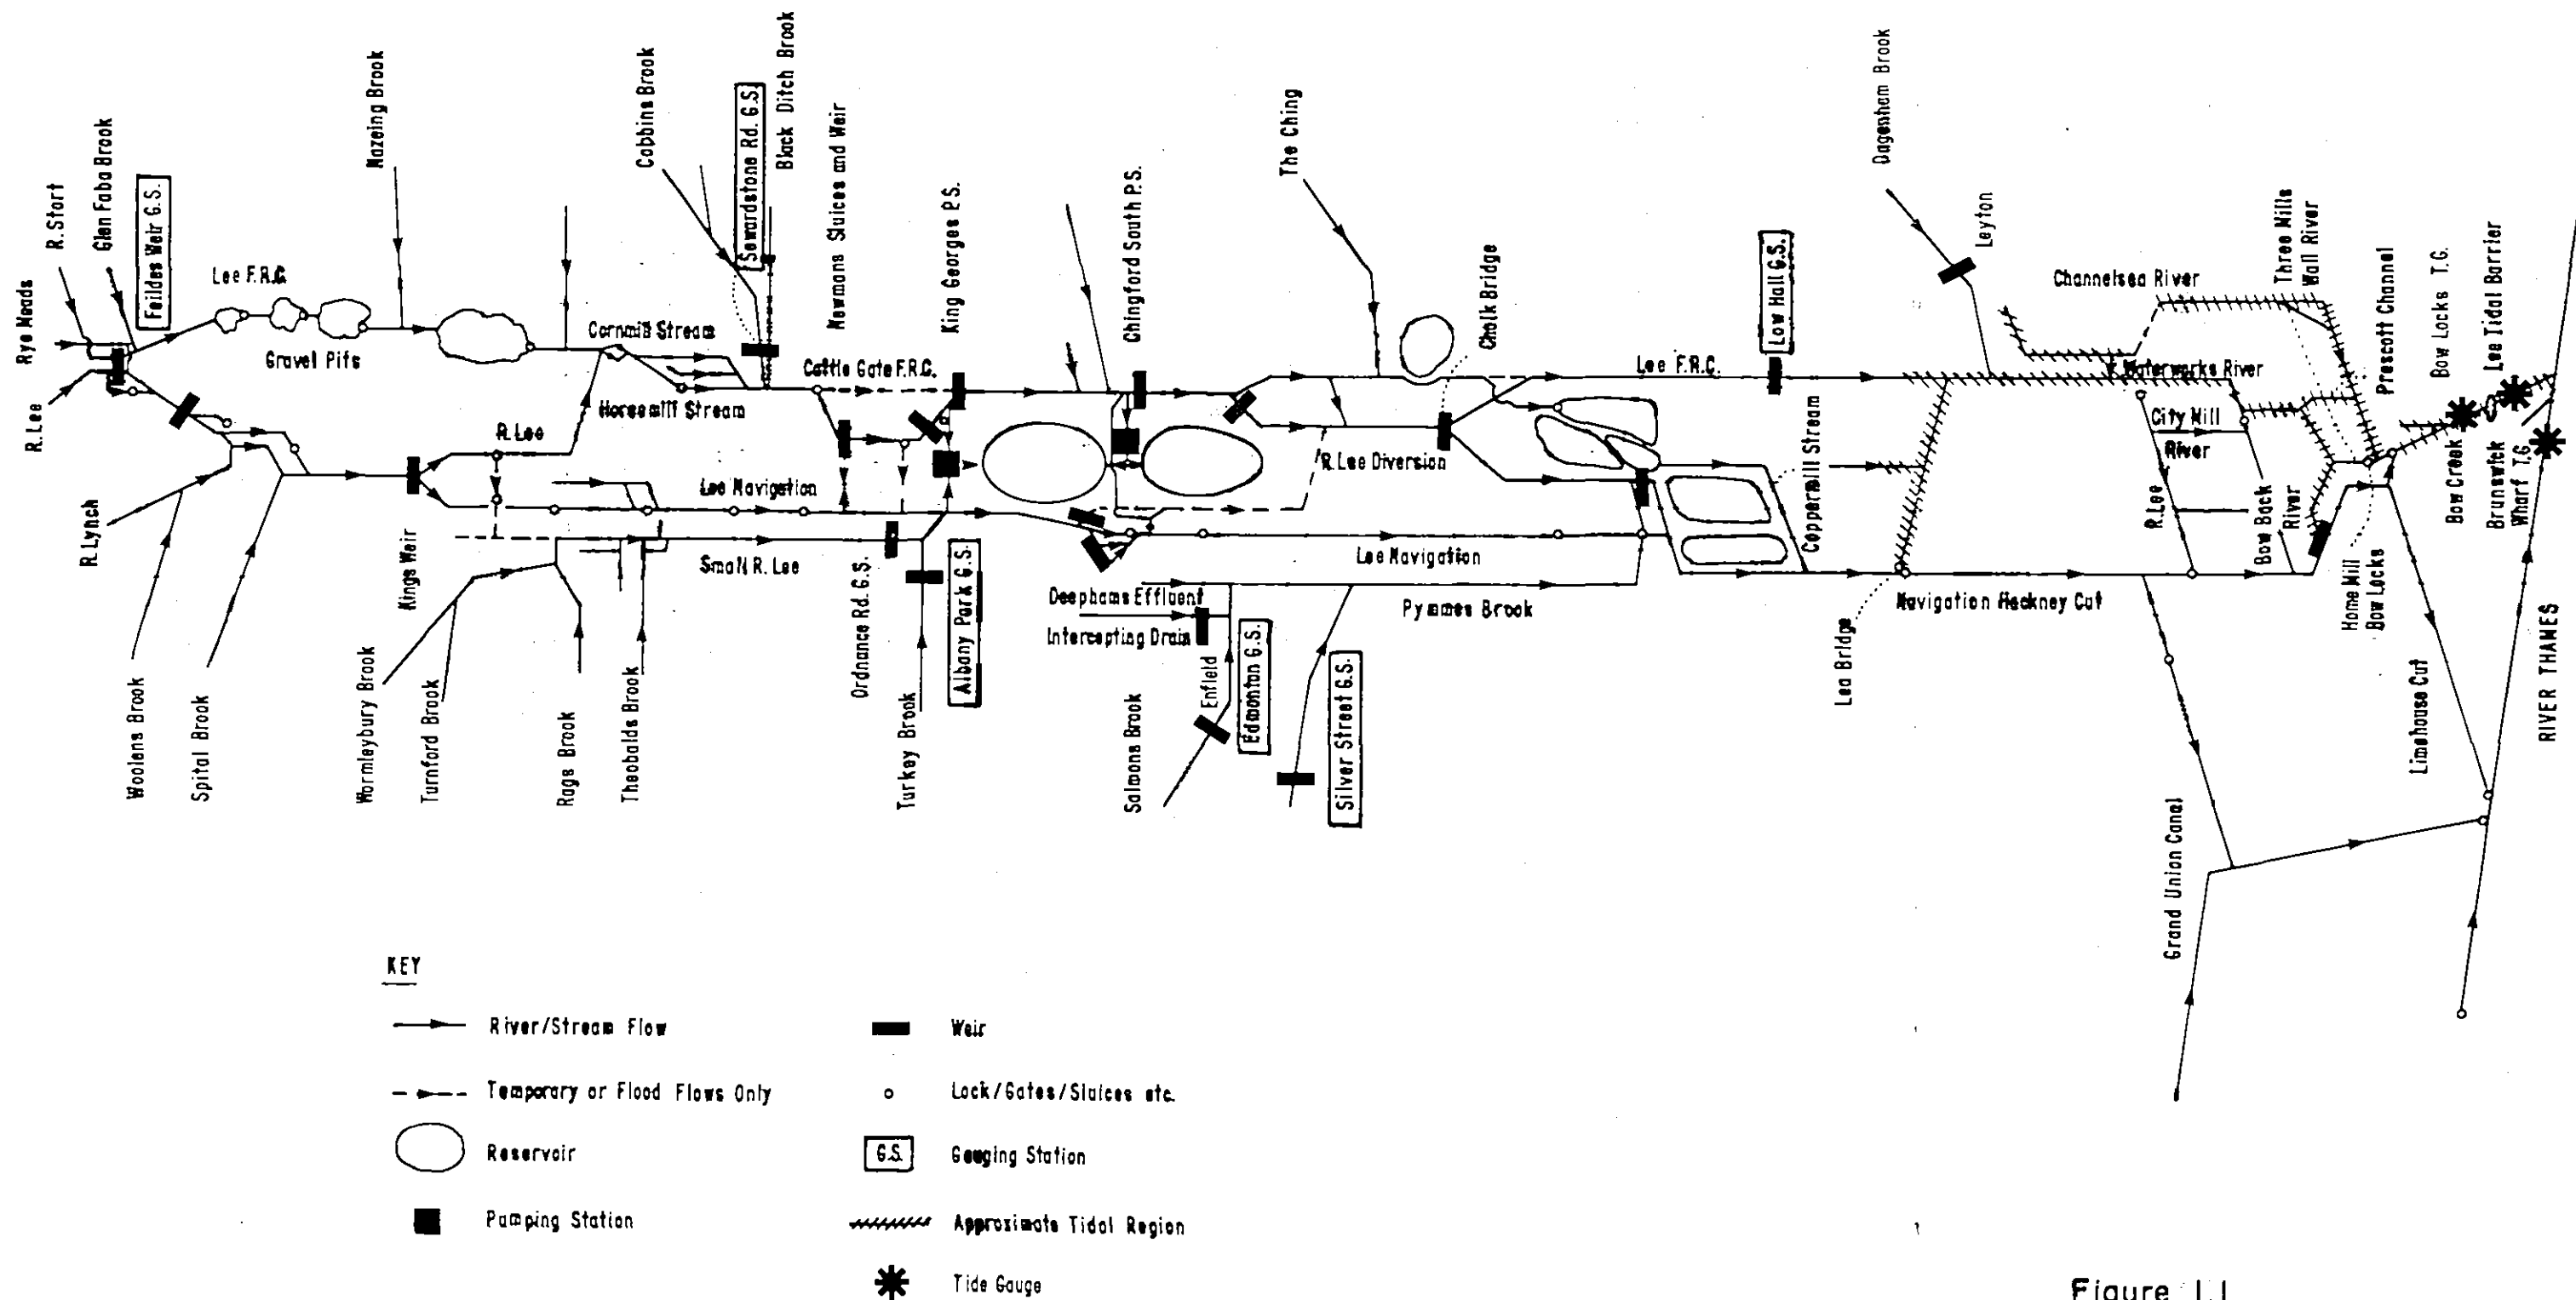 Rye Meads
R. Lee
R. Stort
Glen Faba Brook
Feildes Weir G.S.
Lee F.R.C.
Gravel Pits
Nazeing Brook
Cobbins Brook
Sewardstone Rd. G.S.
Black Ditch Brook
Cornmill Stream
Horsemill Stream
Newmans Sluices and Weir
Cattle Gate F.R.C.
King Georges P.S.
Chingford South P.S.
The Ching
Chalk Bridge
Low Hall G.S.
Lee F.R.C.
Dagenham Brook
Leyton
Channelsea River
Three Mills
Wall River
Waterworks River
Prescott Channel
Bow Locks T.G.
Lee Tidal Barrier
City Mill
River
R. Lee
Bow Back
River
Bow Creek
Brunswick
Wharf T.G.
RIVER THAMES
Home Mill
Bow Locks
Limehouse Cut
Grand Union Canal
Coppermill Stream
Lea Bridge
Navigation Hackney Cut
R. Lee Diversion
Lee Navigation
Pymmes Brook
Deephams Effluent
Intercepting Drain
Enfield
Edmonton G.S.
Silver Street G.S.
Salmons Brook
Albany Park G.S.
Ordnance Rd. G.S.
Turkey Brook
Lee Navigation
Small R. Lee
R. Lee
Kings Weir
R. Lynch
Woolens Brook
Spital Brook
Wormleybury Brook
Turnford Brook
Rags Brook
Theobalds Brook
KEY
River/Stream Flow
Temporary or Flood Flows Only
Reservoir
Pumping Station
Weir
Lock/Gates/Sluices etc.
G.S.
Gauging Station
Approximate Tidal Region
Tide Gauge
Figure 1.1